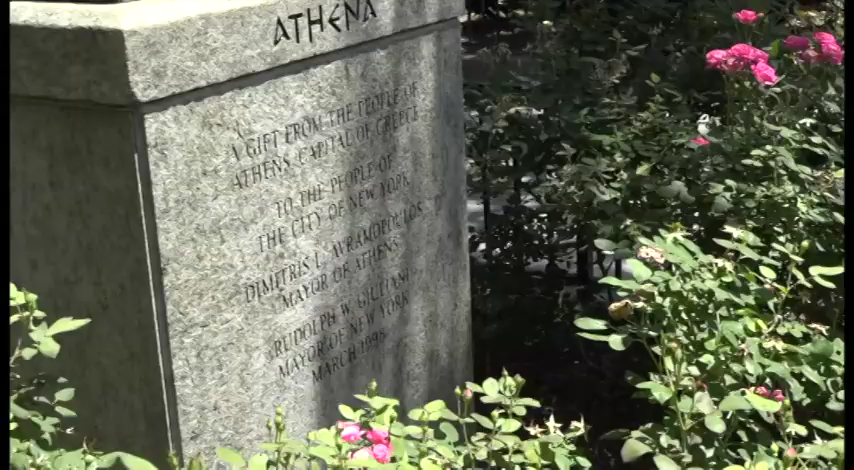 ATHENA
A GIFT FROM THE PEOPLE OF
ATHENS CAPITAL OF GREECE
TO THE PEOPLE OF
THE CITY OF NEW YORK
DIMITRIS L. AVRAMOPOULOS
MAYOR OF ATHENS
RUDOLPH W. GIULIANI
MAYOR OF NEW YORK
MARCH 1998